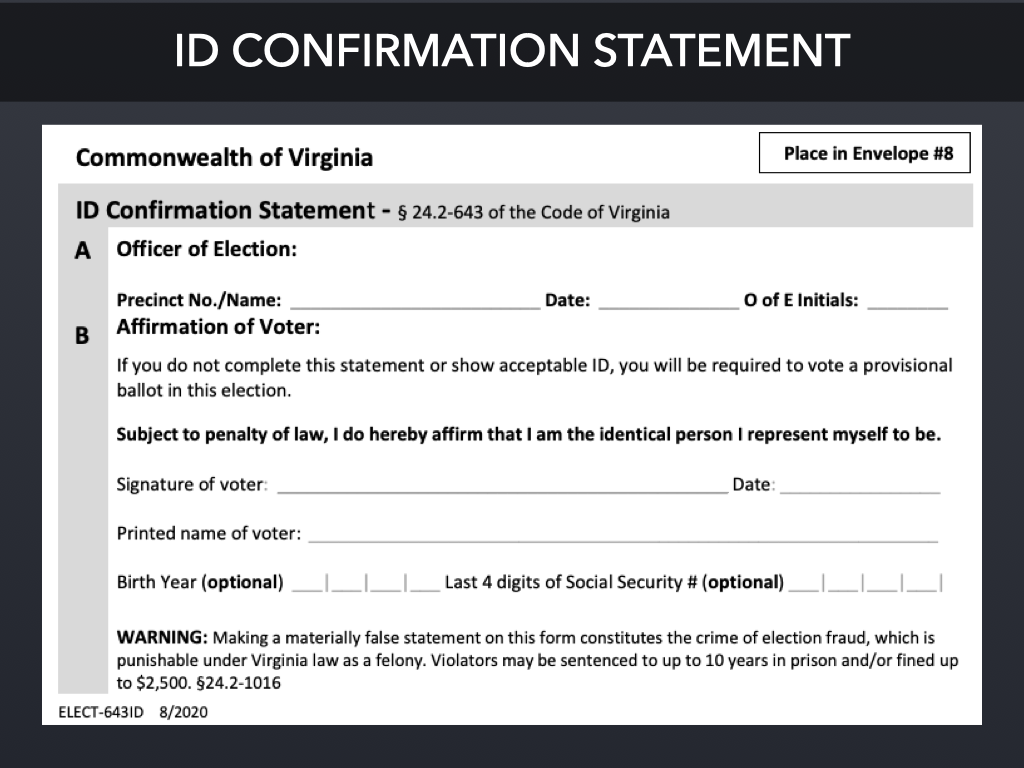 ID CONFIRMATION STATEMENT
Commonwealth of Virginia
Place in Envelope #8
ID Confirmation Statement - § 24.2-643 of the Code of Virginia
A Officer of Election:
Precinct No./Name: ____ Date: ____ O of E Initials: ____
B Affirmation of Voter:
If you do not complete this statement or show acceptable ID, you will be required to vote a provisional
ballot in this election.
Subject to penalty of law, I do hereby affirm that I am the identical person I represent myself to be.
Signature of voter: ____ Date: ____
Printed name of voter: ____
Birth Year (optional) ___|___|___|___ Last 4 digits of Social Security # (optional) ___|___|___|___|
WARNING: Making a materially false statement on this form constitutes the crime of election fraud, which is
punishable under Virginia law as a felony. Violators may be sentenced to up to 10 years in prison and/or fined up
to $2,500. §24.2-1016
ELECT-643ID 8/2020